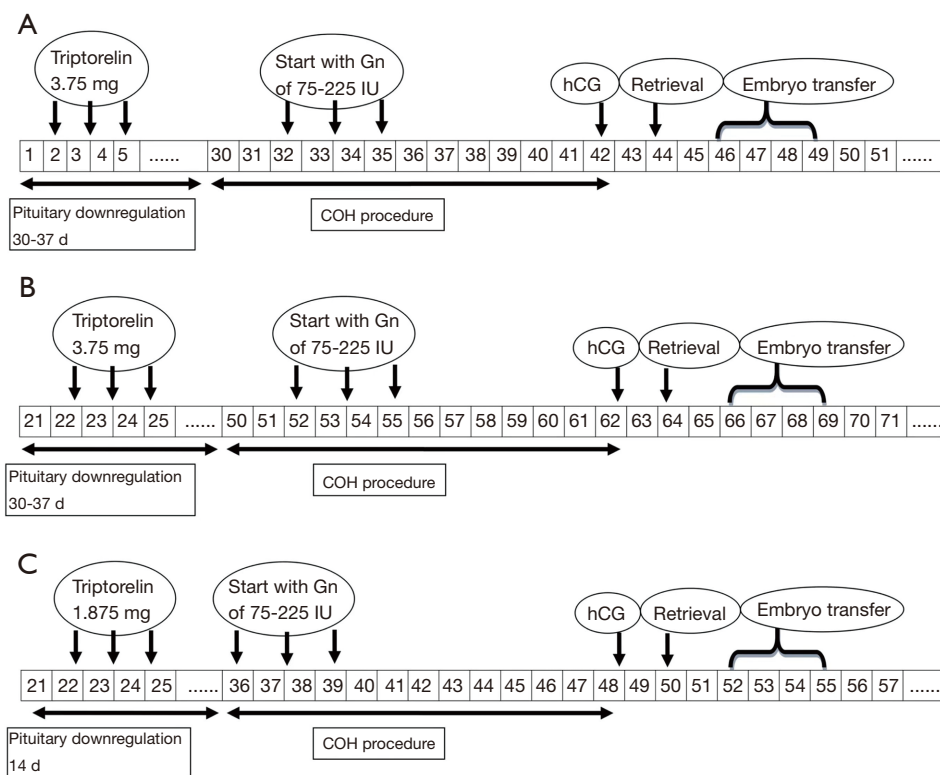 A
Triptorelin
3.75 mg
Start with Gn
of 75-225 IU
hCG
Retrieval
Embryo transfer
1 2 3 4 5 ...... 30 31 32 33 34 35 36 37 38 39 40 41 42 43 44 45 46 47 48 49 50 51 ......
Pituitary downregulation
30-37 d
COH procedure
B
Triptorelin
3.75 mg
Start with Gn
of 75-225 IU
hCG
Retrieval
Embryo transfer
21 22 23 24 25 ...... 50 51 52 53 54 55 56 57 58 59 60 61 62 63 64 65 66 67 68 69 70 71 ......
Pituitary downregulation
30-37 d
COH procedure
C
Triptorelin
1.875 mg
Start with Gn
of 75-225 IU
hCG
Retrieval
Embryo transfer
21 22 23 24 25 ...... 36 37 38 39 40 41 42 43 44 45 46 47 48 49 50 51 52 53 54 55 56 57 ......
Pituitary downregulation
14 d
COH procedure